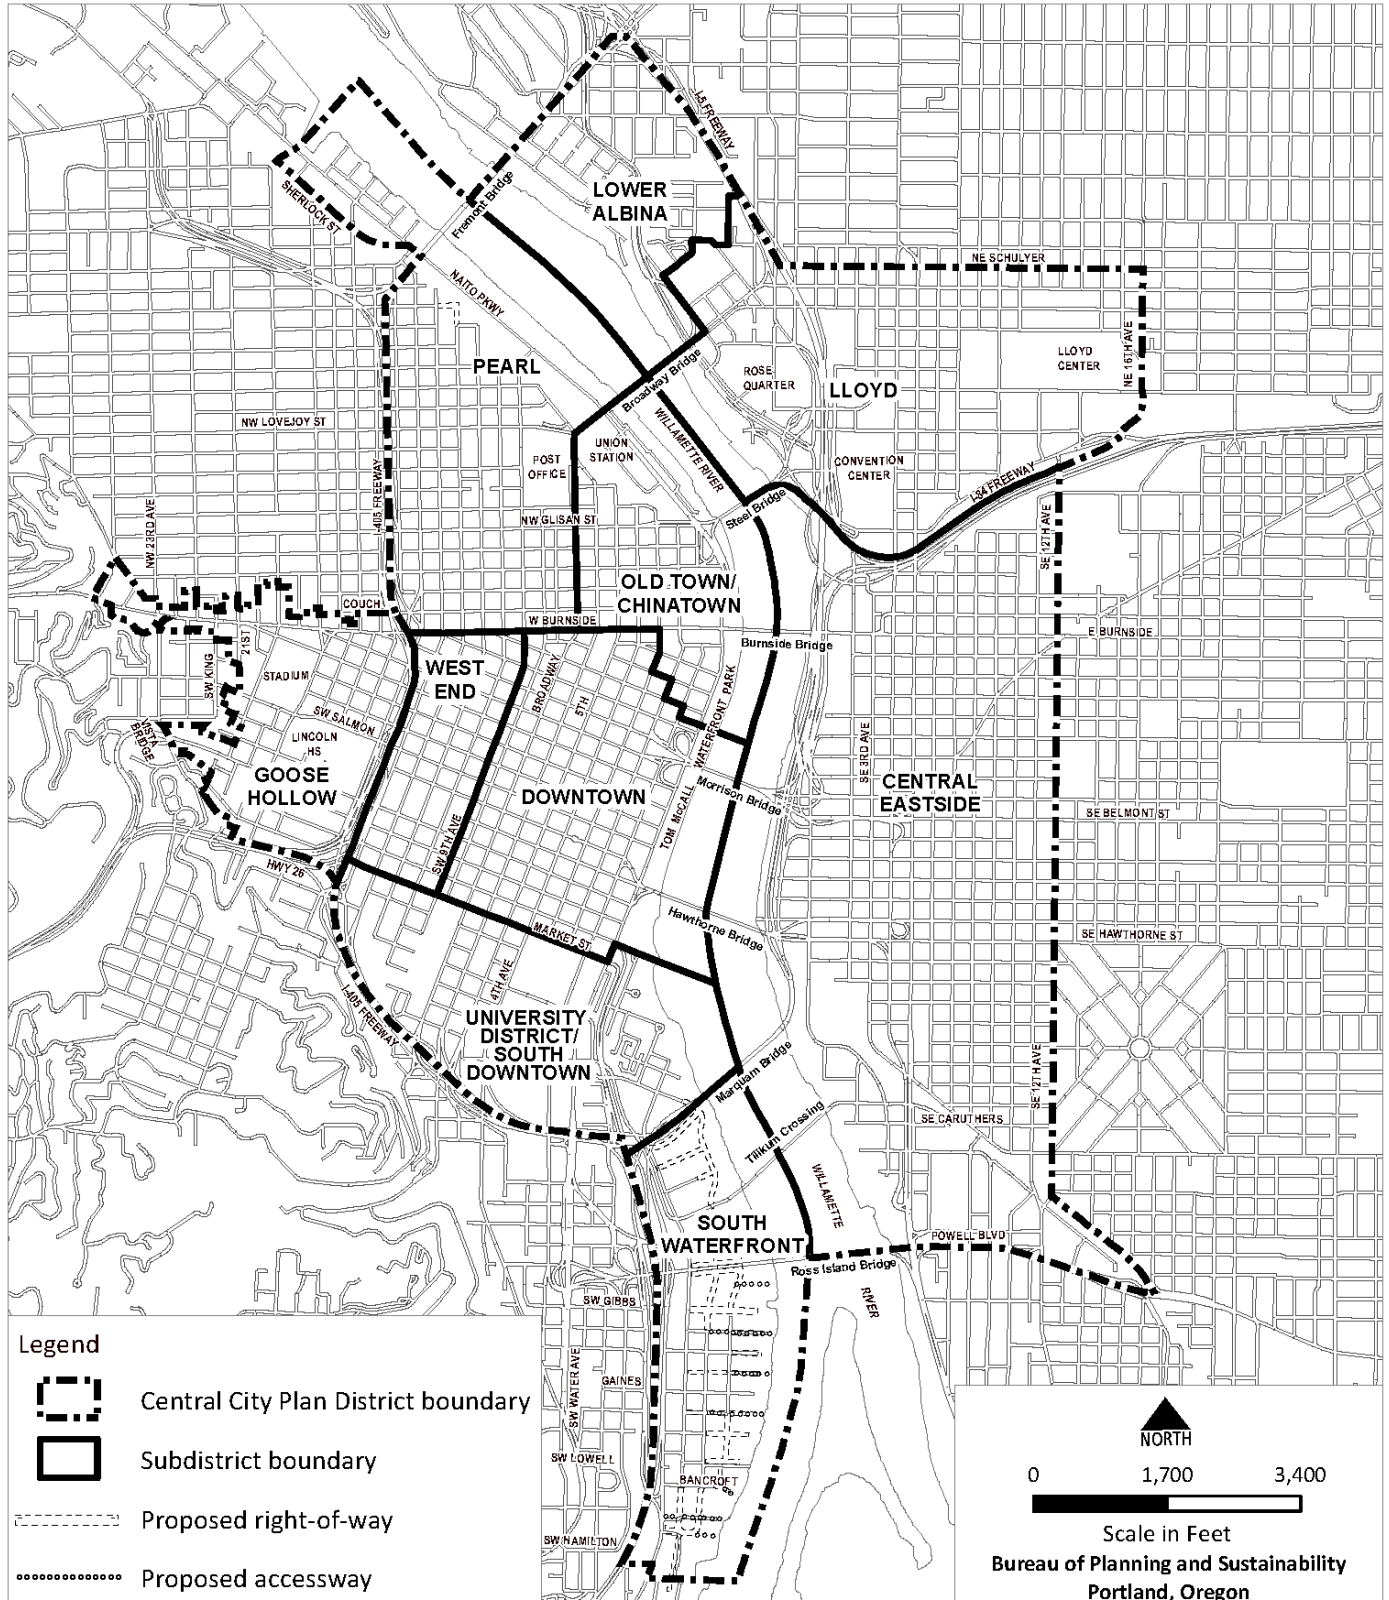 I-5 FREEWAY
LOWER
ALBINA
SHERLOCK ST
Fremont Bridge
NE SCHULYER
NAITO PKWY
NE 16TH AVE
LLOYD
CENTER
PEARL
Broadway Bridge
ROSE
QUARTER
LLOYD
NW LOVEJOY ST
WILLAMETTE RIVER
UNION
STATION
POST
OFFICE
CONVENTION
CENTER
I-405 FREEWAY
I-84 FREEWAY
NW 23RD AVE
NW GLISAN ST
Steel Bridge
SE 12TH AVE
OLD TOWN/
CHINATOWN
COUCH
W BURNSIDE
E BURNSIDE
Burnside Bridge
21ST
SW KING
STADIUM
WEST
END
BROADWAY
5TH
SW SALMON
VISTA
BRIDGE
LINCOLN
HS
TOM McCALL WATERFRONT PARK
SE 3RD AVE
GOOSE
HOLLOW
DOWNTOWN
Morrison Bridge
CENTRAL
EASTSIDE
SE BELMONT ST
SW 9TH AVE
HWY 26
Hawthorne Bridge
MARKET ST
SE HAWTHORNE ST
4TH AVE
I-405 FREEWAY
UNIVERSITY
DISTRICT/
SOUTH
DOWNTOWN
Marquam Bridge
SE 12TH AVE
Tilikum Crossing
SE CARUTHERS
WILLAMETTE
SOUTH
WATERFRONT
POWELL BLVD
Ross Island Bridge
RIVER
SW GIBBS
SW WATER AVE
GAINES
SW LOWELL
BANCROFT
SW HAMILTON
Legend
Central City Plan District boundary
Subdistrict boundary
Proposed right-of-way
Proposed accessway
NORTH
0 1,700 3,400
Scale in Feet
Bureau of Planning and Sustainability
Portland, Oregon